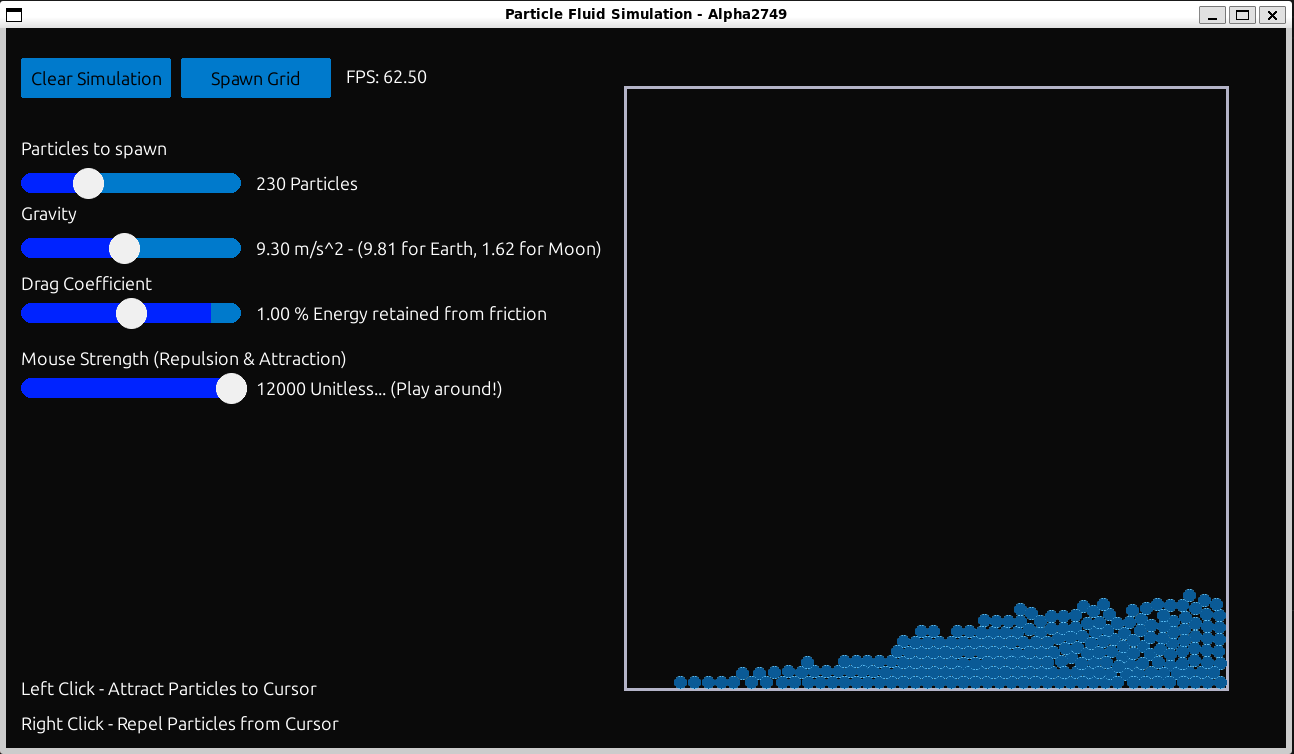 Particle Fluid Simulation - Alpha2749
Clear Simulation
Spawn Grid
FPS: 62.50
Particles to spawn
230 Particles
Gravity
9.30 m/s^2 - (9.81 for Earth, 1.62 for Moon)
Drag Coefficient
1.00 % Energy retained from friction
Mouse Strength (Repulsion & Attraction)
12000 Unitless... (Play around!)
Left Click - Attract Particles to Cursor
Right Click - Repel Particles from Cursor